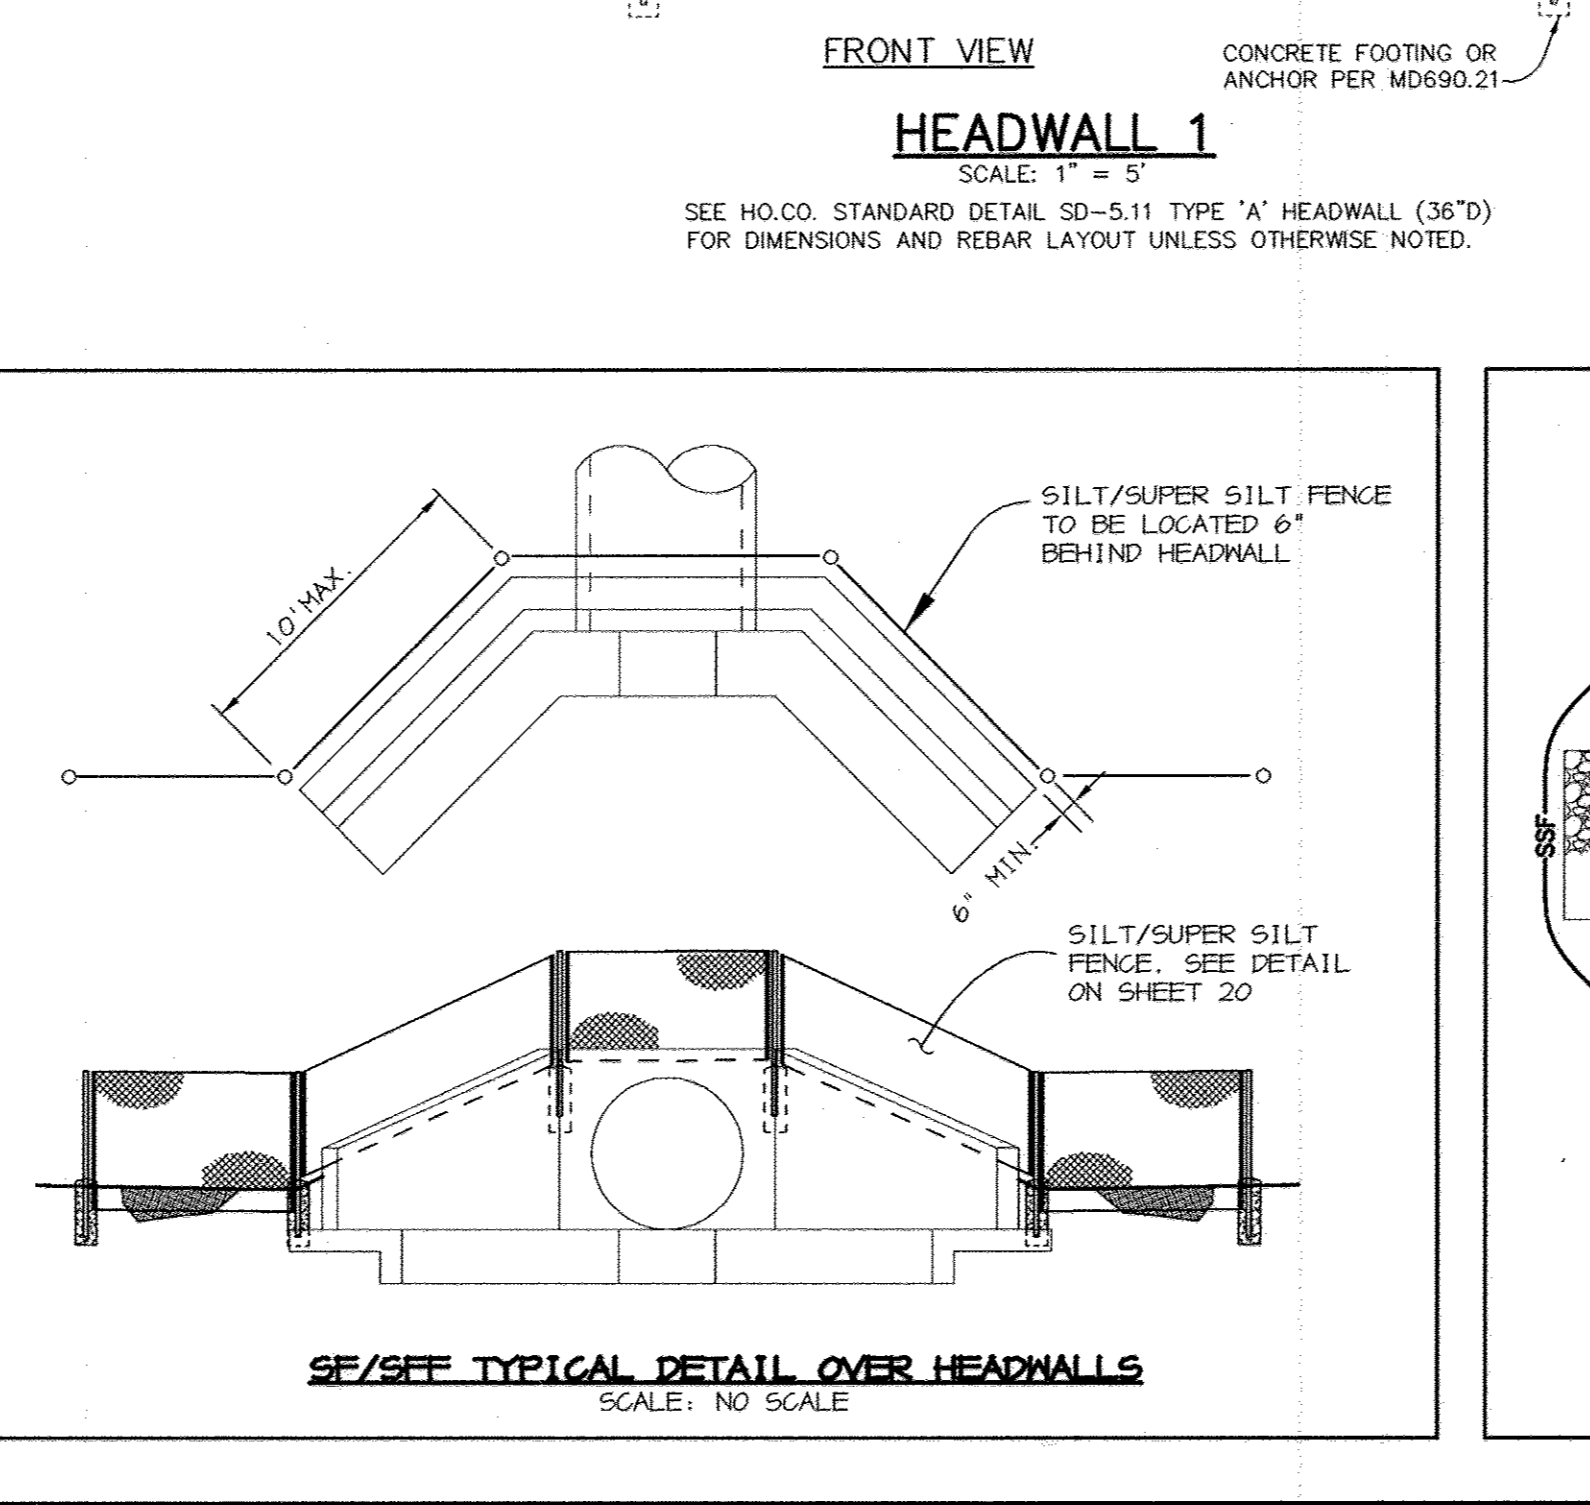 FRONT VIEW
CONCRETE FOOTING OR
ANCHOR PER MD690.21
HEADWALL 1
SCALE: 1" = 5'
SEE HO.CO. STANDARD DETAIL SD-5.11 TYPE 'A' HEADWALL (36"D)
FOR DIMENSIONS AND REBAR LAYOUT UNLESS OTHERWISE NOTED.
SILT/SUPER SILT FENCE
TO BE LOCATED 6"
BEHIND HEADWALL
10' MAX.
6" MIN.
SSF
SILT/SUPER SILT
FENCE. SEE DETAIL
ON SHEET 20
SF/SFF TYPICAL DETAIL OVER HEADWALLS
SCALE: NO SCALE